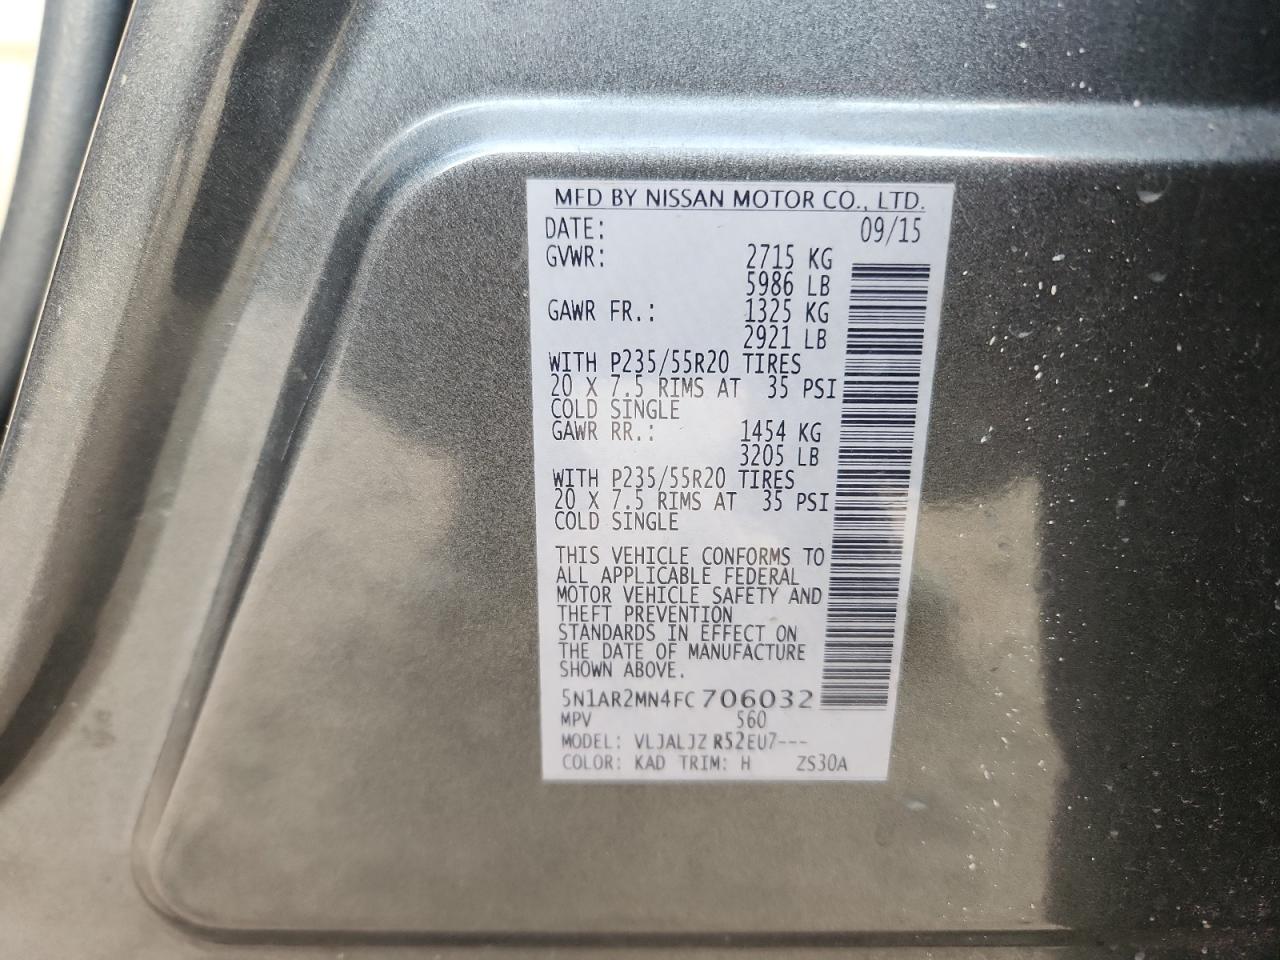 MFD BY NISSAN MOTOR CO., LTD.
DATE: 09/15
GVWR: 2715 KG
5986 LB
GAWR FR.: 1325 KG
2921 LB
WITH P235/55R20 TIRES
20 X 7.5 RIMS AT 35 PSI
COLD SINGLE
GAWR RR.: 1454 KG
3205 LB
WITH P235/55R20 TIRES
20 X 7.5 RIMS AT 35 PSI
COLD SINGLE
THIS VEHICLE CONFORMS TO
ALL APPLICABLE FEDERAL
MOTOR VEHICLE SAFETY AND
THEFT PREVENTION
STANDARDS IN EFFECT ON
THE DATE OF MANUFACTURE
SHOWN ABOVE.
5N1AR2MN4FC706032
MPV 560
MODEL: VLJALJZ R52EU7---
COLOR: KAD TRIM: H ZS30A